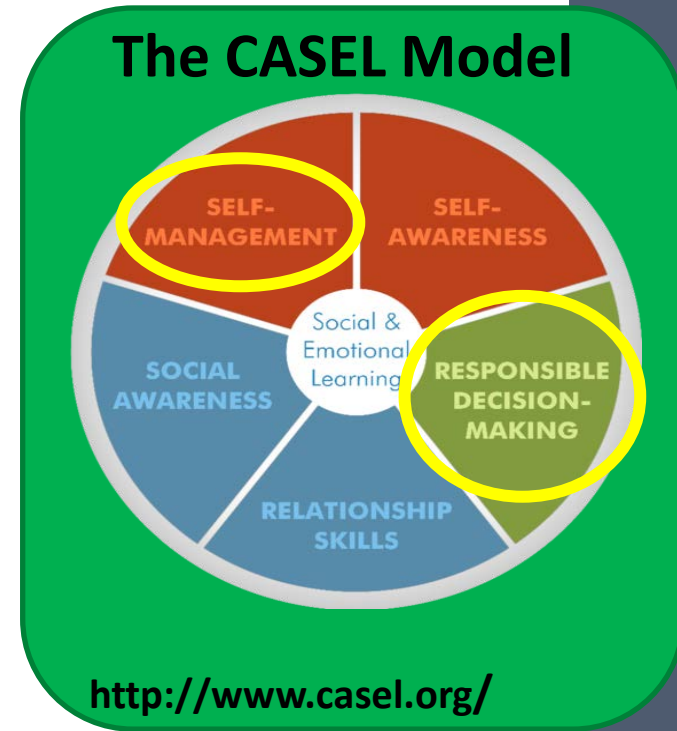 The CASEL Model
SELF-
MANAGEMENT
SELF-
AWARENESS
Social &
Emotional
Learning
SOCIAL
AWARENESS
RESPONSIBLE
DECISION-
MAKING
RELATIONSHIP
SKILLS
http://www.casel.org/